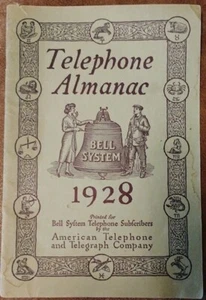 Telephone
Almanac
BELL
SYSTEM
1928
Printed for
Bell System Telephone Subscribers
by the
American Telephone
and Telegraph Company